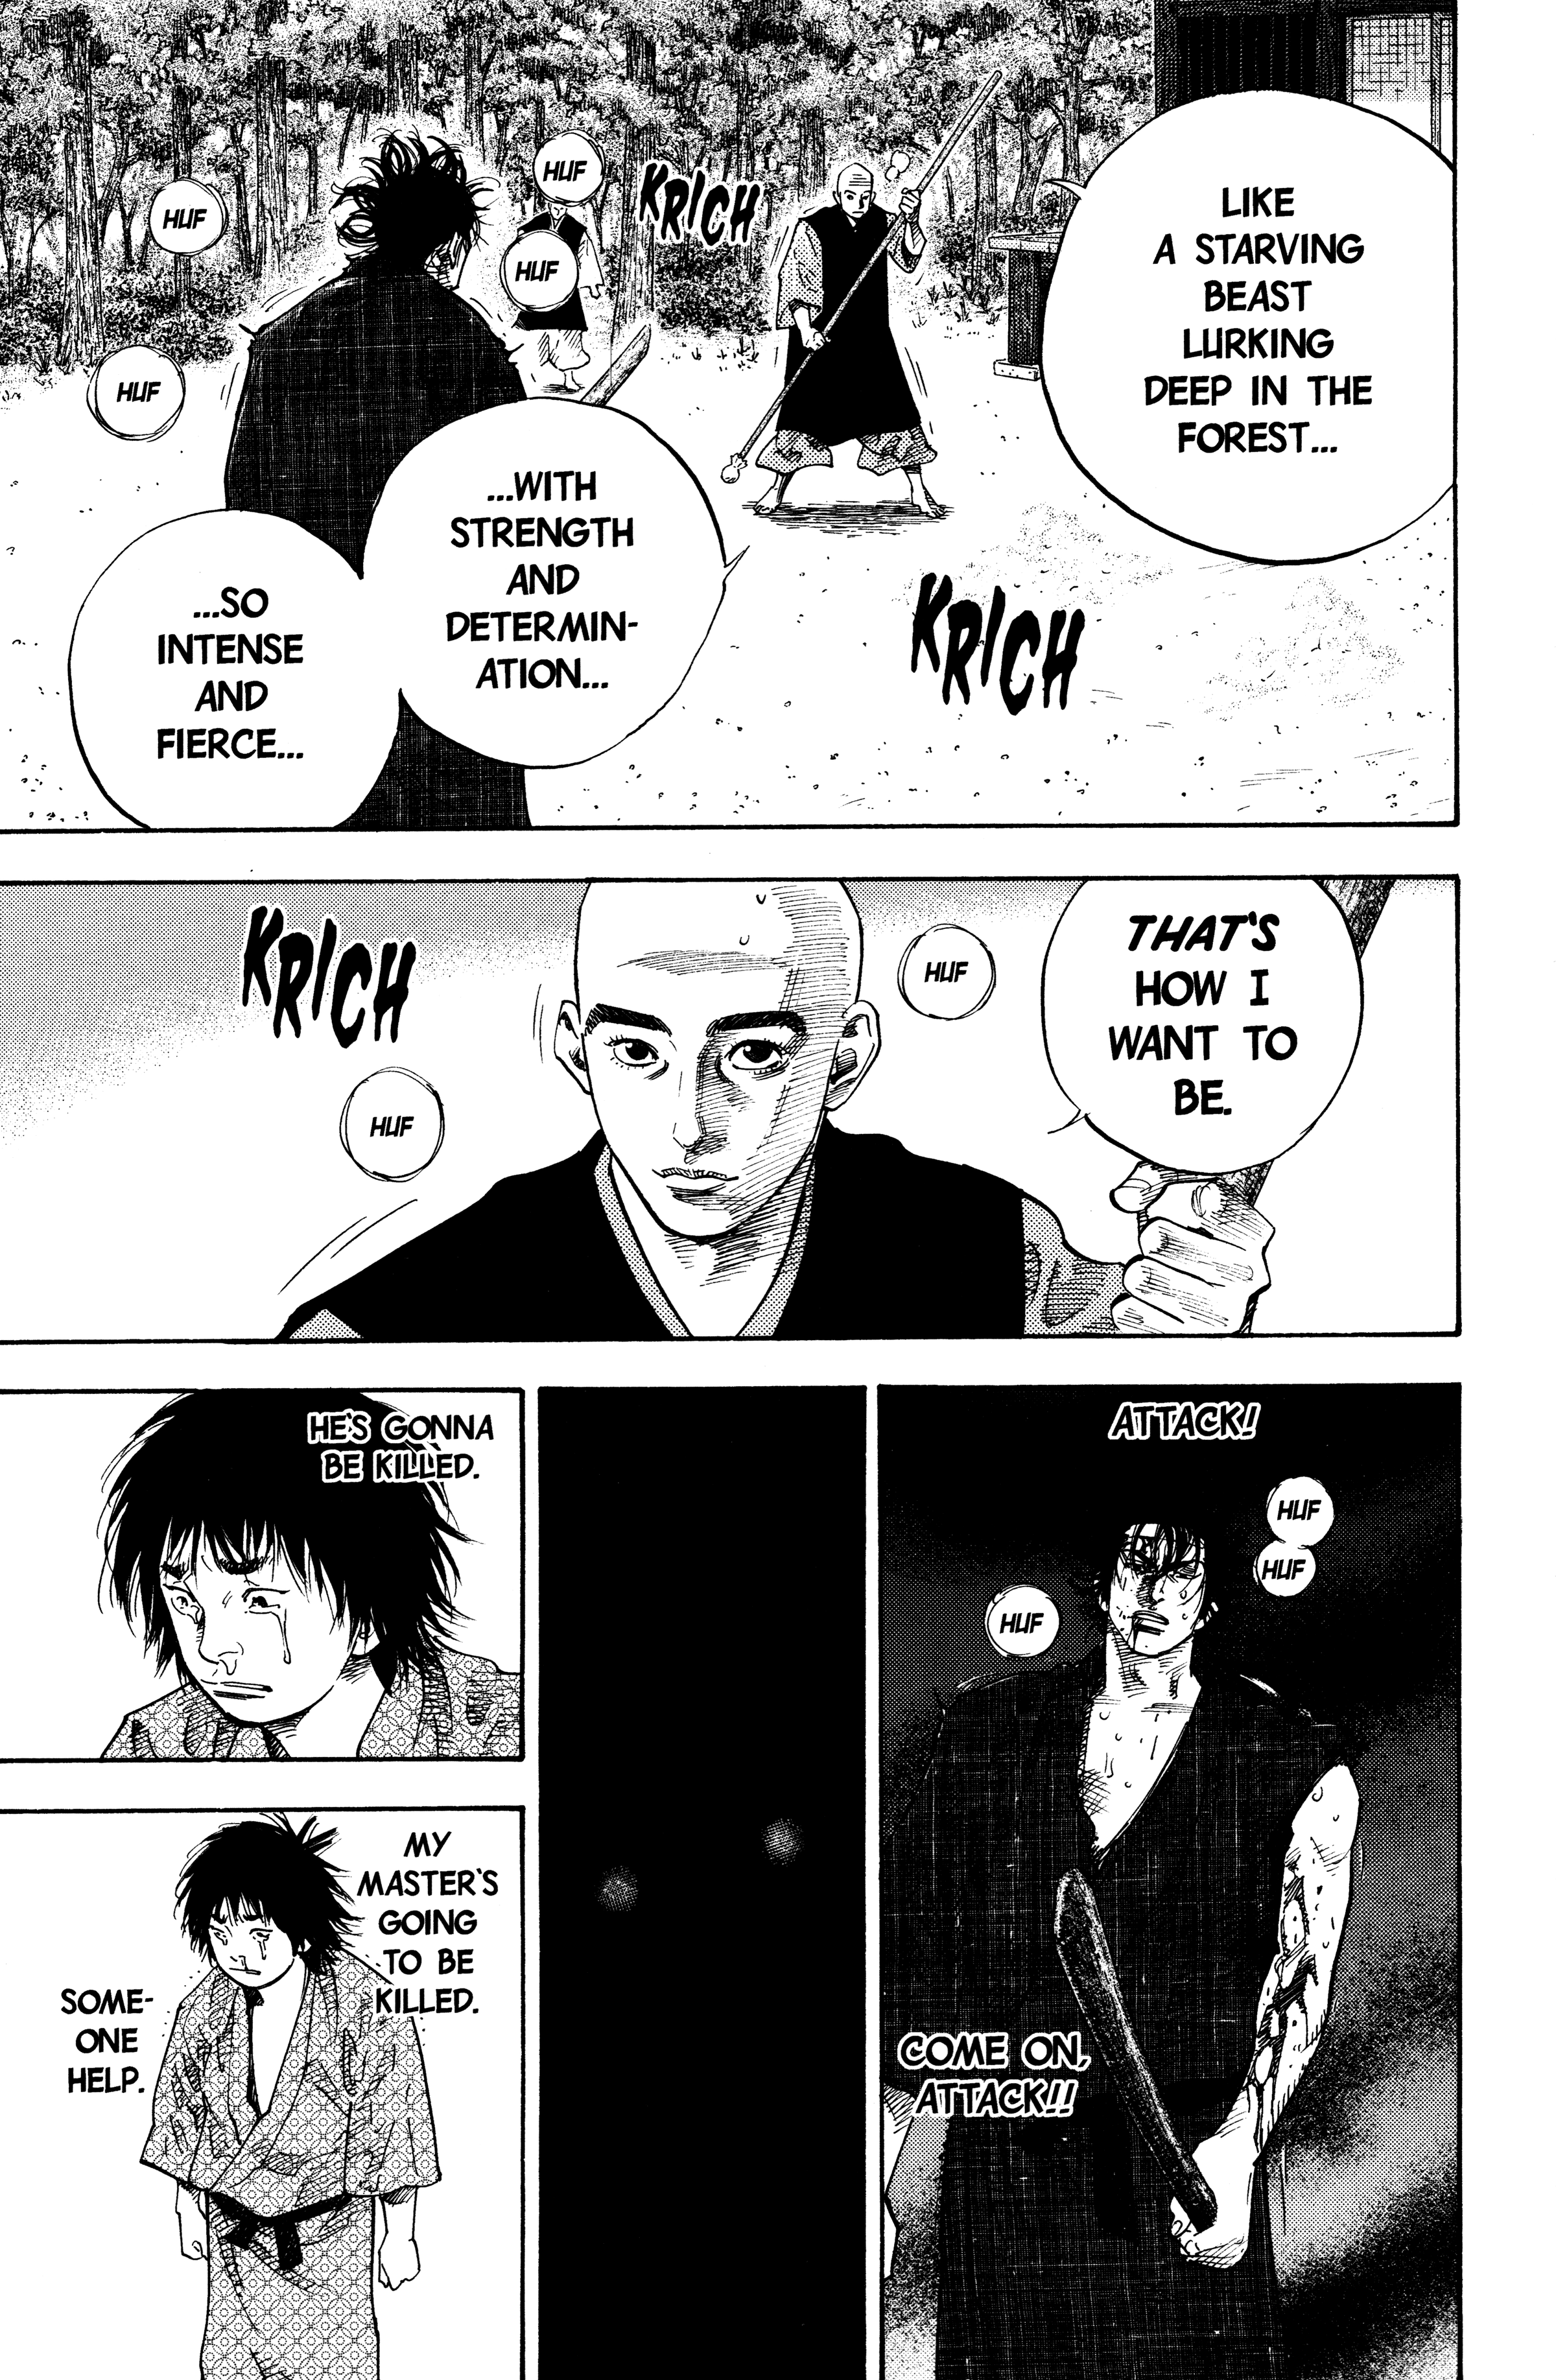 LIKE
A STARVING
BEAST
LURKING
DEEP IN THE
FOREST...
KRICH
HUF
HUF
HUF
HUF
...WITH
STRENGTH
AND
DETERMIN-
ATION...
KRICH
...SO
INTENSE
AND
FIERCE...
THAT'S
HOW I
WANT TO
BE.
HUF
KRICH
HUF
ATTACK!
HUF
HUF
HUF
COME ON,
ATTACK!!
HE'S GONNA
BE KILLED.
MY
MASTER'S
GOING
TO BE
KILLED.
SOME-
ONE
HELP.